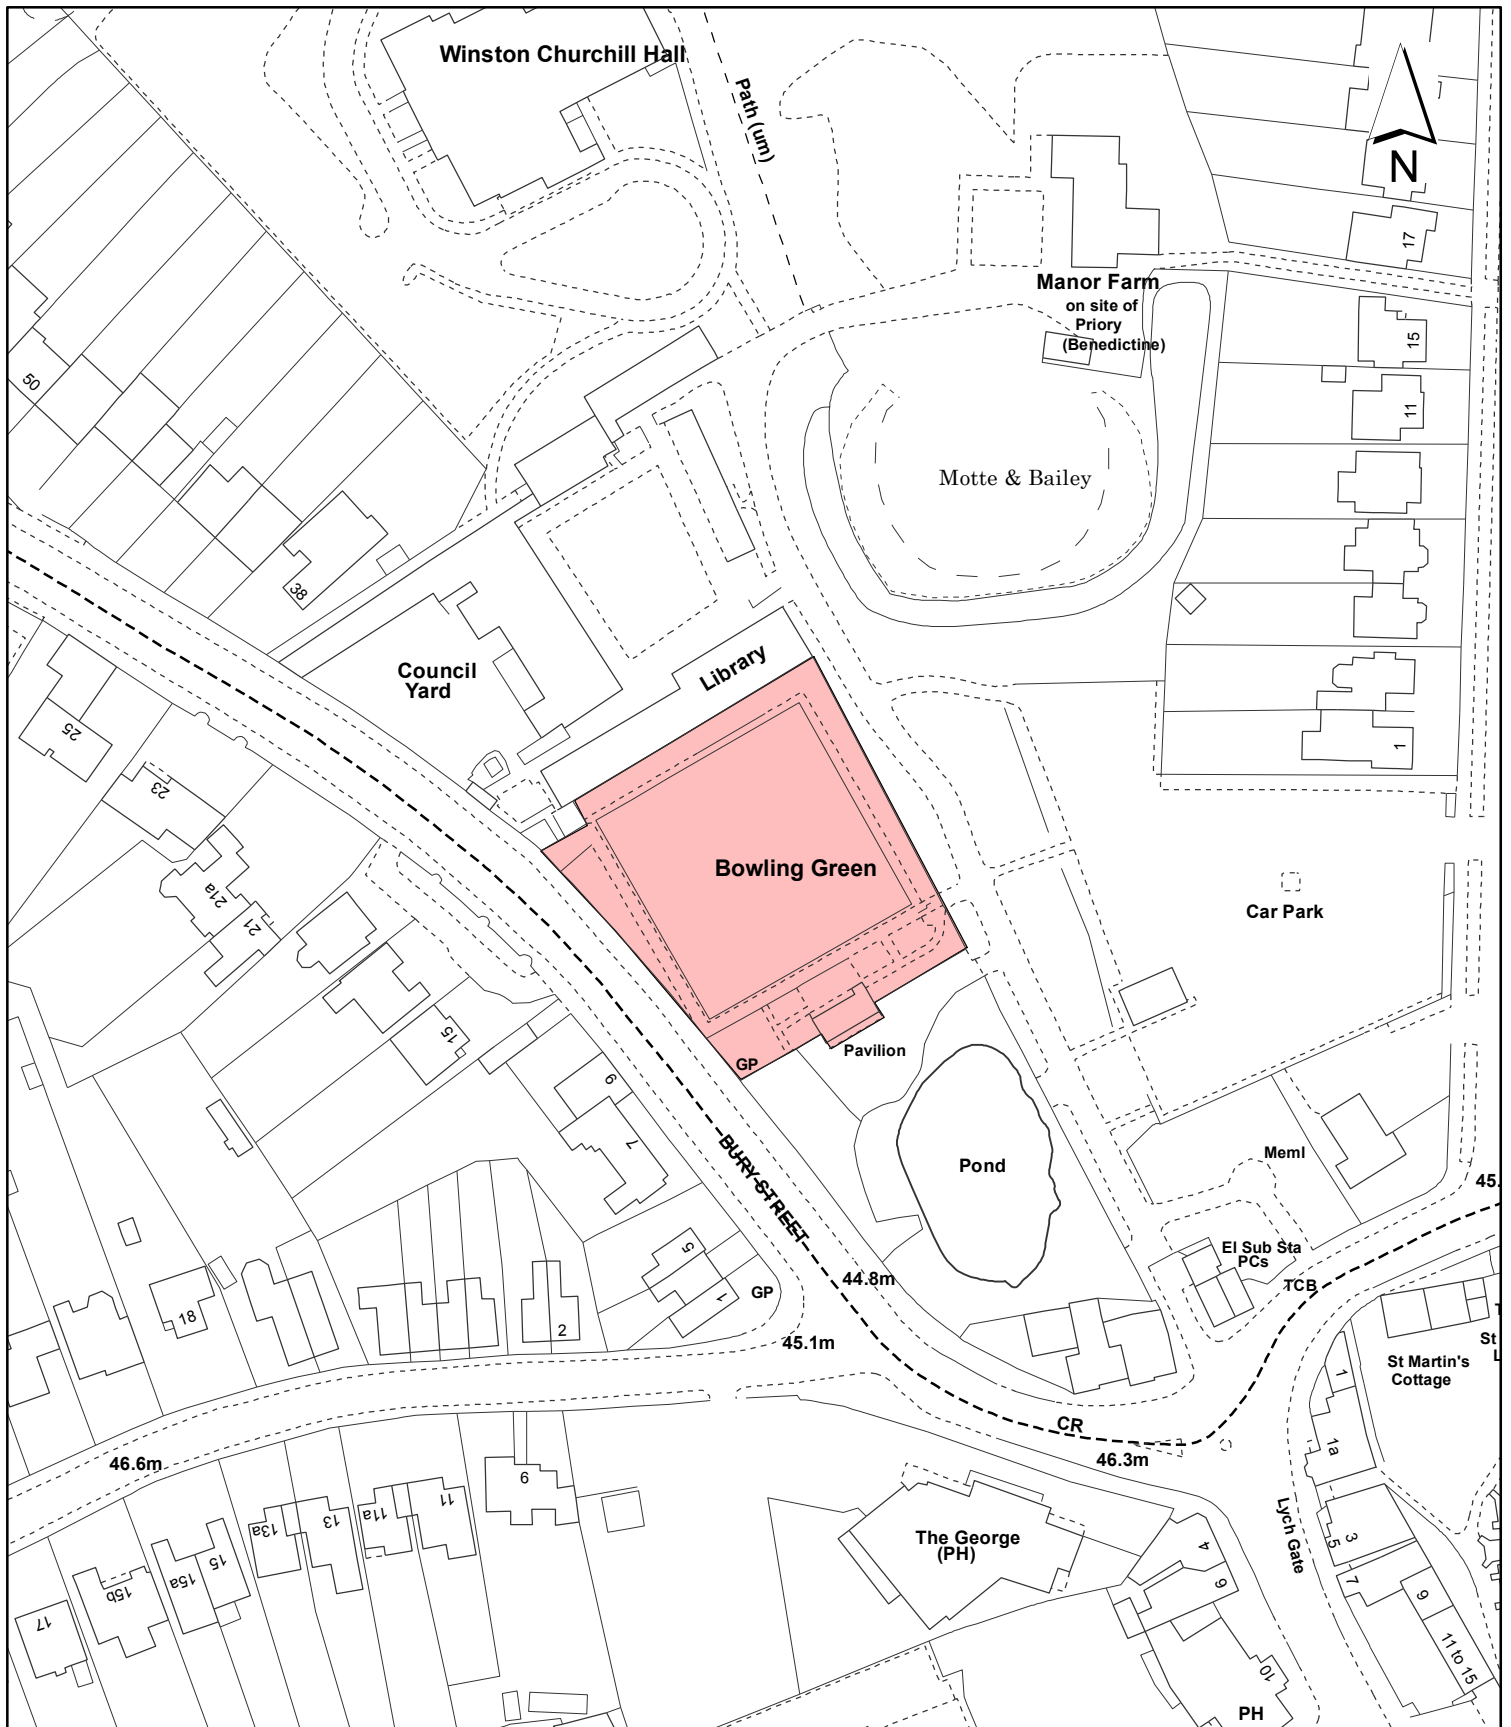 Winston Churchill Hall
Path (um)
N
17
Manor Farm
on site of
Priory
(Benedictine)
15
50
11
Motte & Bailey
38
Library
Council
Yard
25
1
23
Bowling Green
21a
21
Car Park
15
Pavilion
GP
9
7
BURY STREET
Meml
Pond
45.
5
El Sub Sta
PCs
44.8m
TCB
GP
1
18
2
45.1m
St
L
St Martin's
Cottage
1
CR
46.3m
1a
46.6m
9
11
11a
13
13a
Lych Gate
The George
(PH)
3
5
4
15
15a
15b
7
6
9
17
11 to 15
10
PH